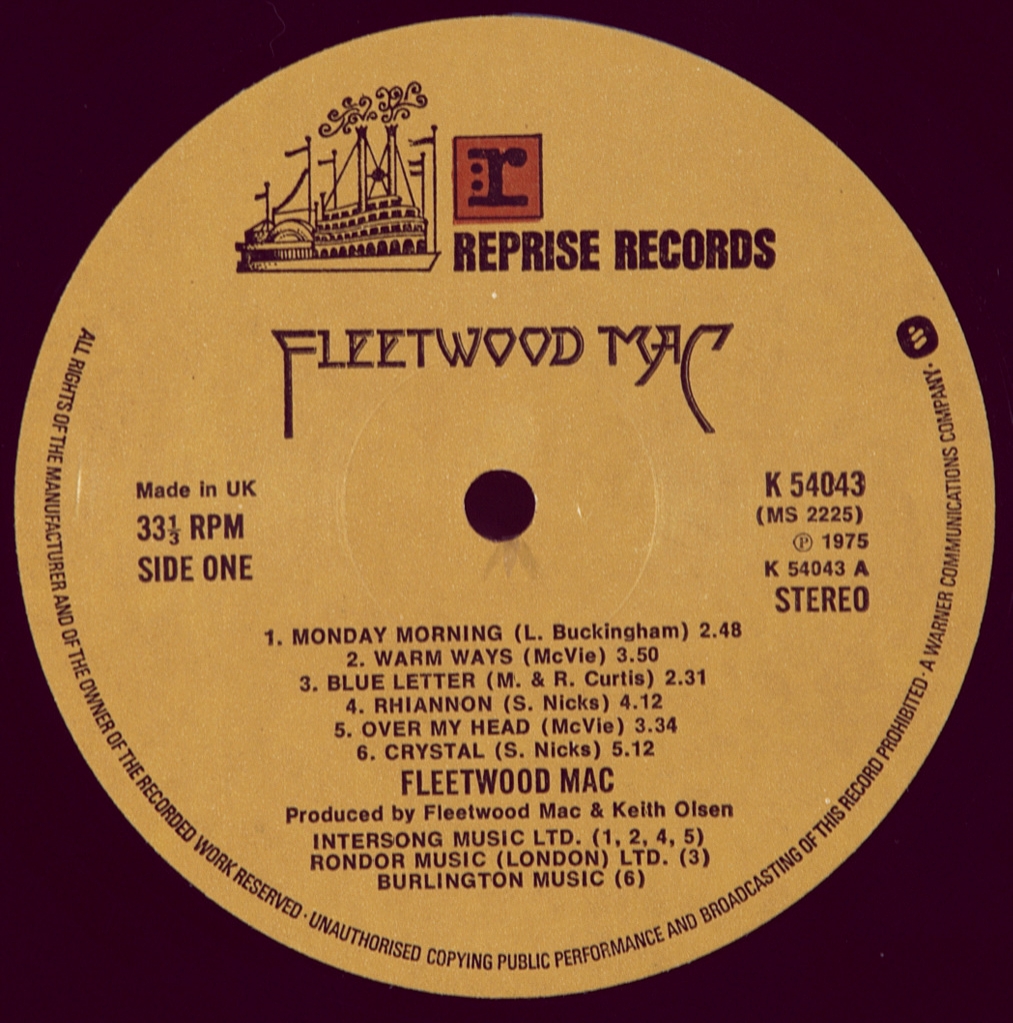 r
REPRISE RECORDS
FLEETWOOD MAC
Made in UK
33⅓ RPM
SIDE ONE
K 54043
(MS 2225)
℗ 1975
K 54043 A
STEREO
1. MONDAY MORNING (L. Buckingham) 2.48
2. WARM WAYS (McVie) 3.50
3. BLUE LETTER (M. & R. Curtis) 2.31
4. RHIANNON (S. Nicks) 4.12
5. OVER MY HEAD (McVie) 3.34
6. CRYSTAL (S. Nicks) 5.12
FLEETWOOD MAC
Produced by Fleetwood Mac & Keith Olsen
INTERSONG MUSIC LTD. (1, 2, 4, 5)
RONDOR MUSIC (LONDON) LTD. (3)
BURLINGTON MUSIC (6)
ALL RIGHTS OF THE MANUFACTURER AND OF THE OWNER OF THE RECORDED WORK RESERVED · UNAUTHORISED COPYING PUBLIC PERFORMANCE AND BROADCASTING OF THIS RECORD PROHIBITED · A WARNER COMMUNICATIONS COMPANY ·